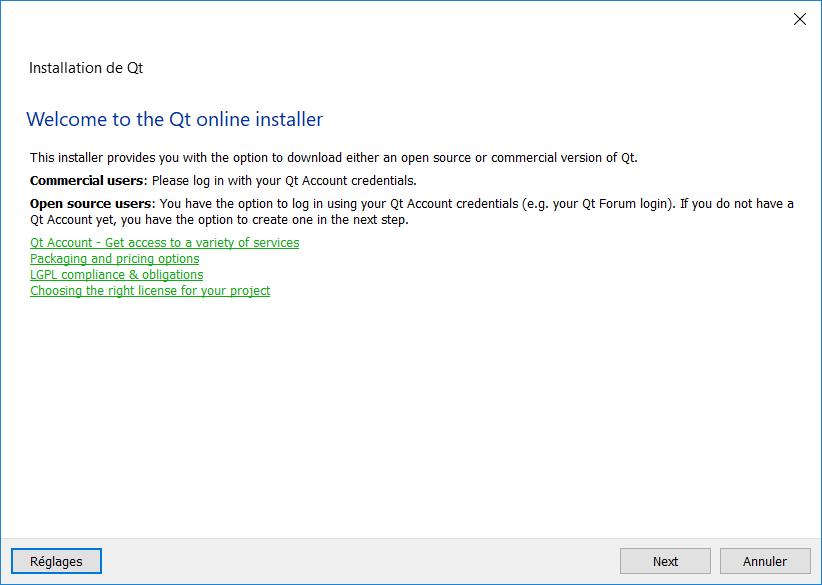 Installation de Qt
Welcome to the Qt online installer
This installer provides you with the option to download either an open source or commercial version of Qt.
Commercial users: Please log in with your Qt Account credentials.
Open source users: You have the option to log in using your Qt Account credentials (e.g. your Qt Forum login). If you do not have a
Qt Account yet, you have the option to create one in the next step.
Qt Account - Get access to a variety of services
Packaging and pricing options
LGPL compliance & obligations
Choosing the right license for your project
Réglages
Next
Annuler